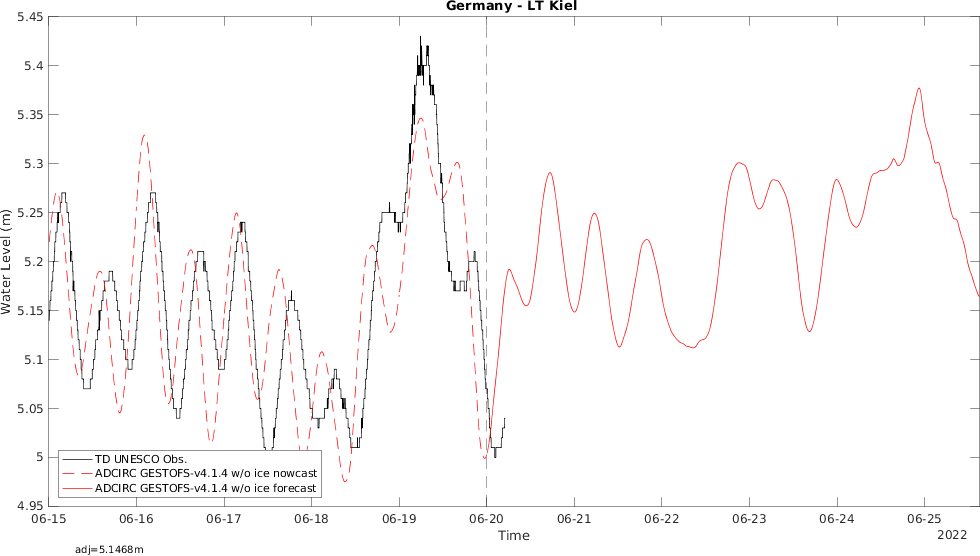 Germany - LT Kiel
5.45
5.4
5.35
5.3
5.25
5.2
5.15
5.1
5.05
5
4.95
Water Level (m)
TD UNESCO Obs.
ADCIRC GESTOFS-v4.1.4 w/o ice nowcast
ADCIRC GESTOFS-v4.1.4 w/o ice forecast
06-15 06-16 06-17 06-18 06-19 06-20 06-21 06-22 06-23 06-24 06-25
Time
2022
adj=5.1468m